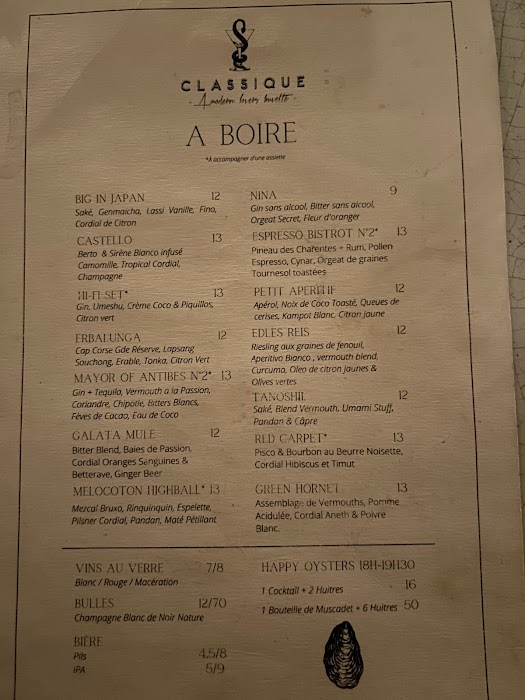 CLASSIQUE
A BOIRE
*À accompagner d'une assiette
BIG IN JAPAN 12
Saké, Genmaicha, Lassi Vanille, Fino,
Cordial de Citron
CASTELLO 13
Berto & Sirène Bianco infusé
Camomille, Tropical Cordial,
Champagne
HI-FI SET* 13
Gin, Umeshu, Crème Coco & Piquillos,
Citron vert
ERBALUNGA 12
Cap Corse Gde Réserve, Lapsang
Souchong, Erable, Tonka, Citron Vert
MAYOR OF ANTIBES N°2* 13
Gin + Tequila, Vermouth a la Passion,
Coriandre, Chipotle, Bitters Blancs,
Fèves de Cacao, Eau de Coco
GALATA MULE 12
Bitter Blend, Baies de Passion,
Cordial Oranges Sanguines &
Betterave, Ginger Beer
MELOCOTON HIGHBALL* 13
Mezcal Bruxo, Rinquinquin, Espelette,
Pilsner Cordial, Pandan, Maté Pétillant
NINA 9
Gin sans alcool, Bitter sans alcool,
Orgeat Secret, Fleur d'oranger
ESPRESSO BISTROT N°2* 13
Pineau des Charentes + Rum, Pollen
Espresso, Cynar, Orgeat de graines
Tournesol toastées
PETIT APERITIF 12
Apérol, Noix de Coco Toasté, Queues de
cerises, Kampot Blanc, Citron jaune
EDLES REIS 12
Riesling aux graines de fenouil,
Aperitivo Bianco, vermouth blend,
Curcuma, Oleo de citron jaunes &
Olives vertes
TANOSHII 12
Saké, Blend Vermouth, Umami Stuff,
Pandan & Câpre
RED CARPET* 13
Pisco & Bourbon au Beurre Noisette,
Cordial Hibiscus et Timut
GREEN HORNET 13
Assemblage de Vermouths, Pomme
Acidulée, Cordial Aneth & Poivre
Blanc.
VINS AU VERRE 7/8
Blanc / Rouge / Macération
BULLES 12/70
Champagne Blanc de Noir Nature
BIÈRE
Pils 4,5/8
IPA 5/9
HAPPY OYSTERS 18H-19H30
1 Cocktail + 2 Huitres 16
1 Bouteille de Muscadet + 6 Huitres 50